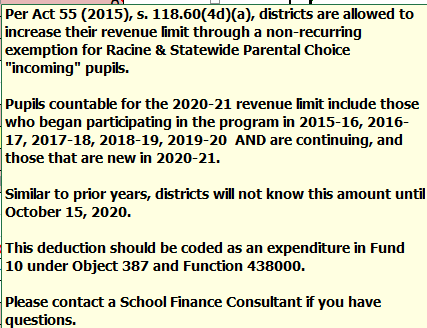 Per Act 55 (2015), s. 118.60(4d)(a), districts are allowed to
increase their revenue limit through a non-recurring
exemption for Racine & Statewide Parental Choice
"incoming" pupils.
Pupils countable for the 2020-21 revenue limit include those
who began participating in the program in 2015-16, 2016-
17, 2017-18, 2018-19, 2019-20  AND are continuing, and
those that are new in 2020-21.
Similar to prior years, districts will not know this amount until
October 15, 2020.
This deduction should be coded as an expenditure in Fund
10 under Object 387 and Function 438000.
Please contact a School Finance Consultant if you have
questions.